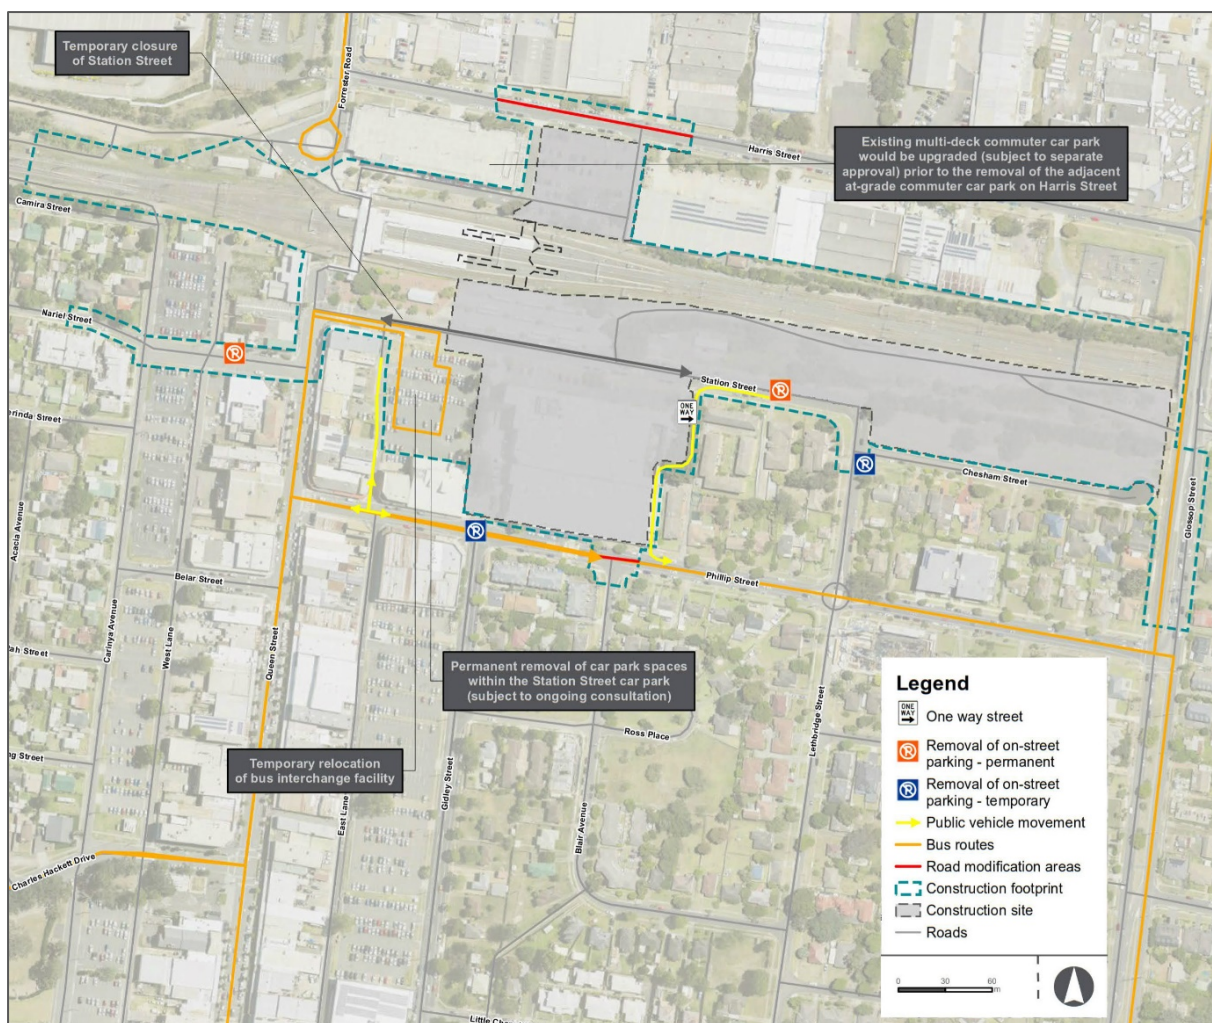 Temporary closure
of Station Street
Forrester Road
Harris Street
Existing multi-deck commuter car park
would be upgraded (subject to separate
approval) prior to the removal of the adjacent
at-grade commuter car park on Harris Street
Camira Street
Nariel Street
Station Street
ONE
WAY
erinda Street
Chesham Street
Glossop Street
Acacia Avenue
Belar Street
Phillip Street
Carinya Avenue
West Lane
Queen Street
tah Street
Permanent removal of car park spaces
within the Station Street car park
(subject to ongoing consultation)
Lethbridge Street
Ross Place
ng Street
Temporary relocation
of bus interchange facility
East Lane
Gidley Street
Blair Avenue
Charles Hackett Drive
Legend
ONE
WAY
One way street
Removal of on-street
parking - permanent
Removal of on-street
parking - temporary
Public vehicle movement
Bus routes
Road modification areas
Construction footprint
Construction site
Roads
0 30 60
m